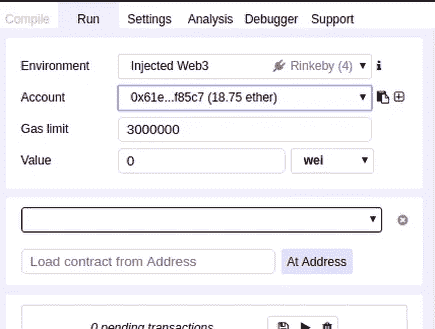 Compile Run Settings Analysis Debugger Support
Environment Injected Web3 Rinkeby (4) i
Account 0x61e...f85c7 (18.75 ether)
Gas limit 3000000
Value 0 wei
Load contract from Address At Address
0 pending transactions